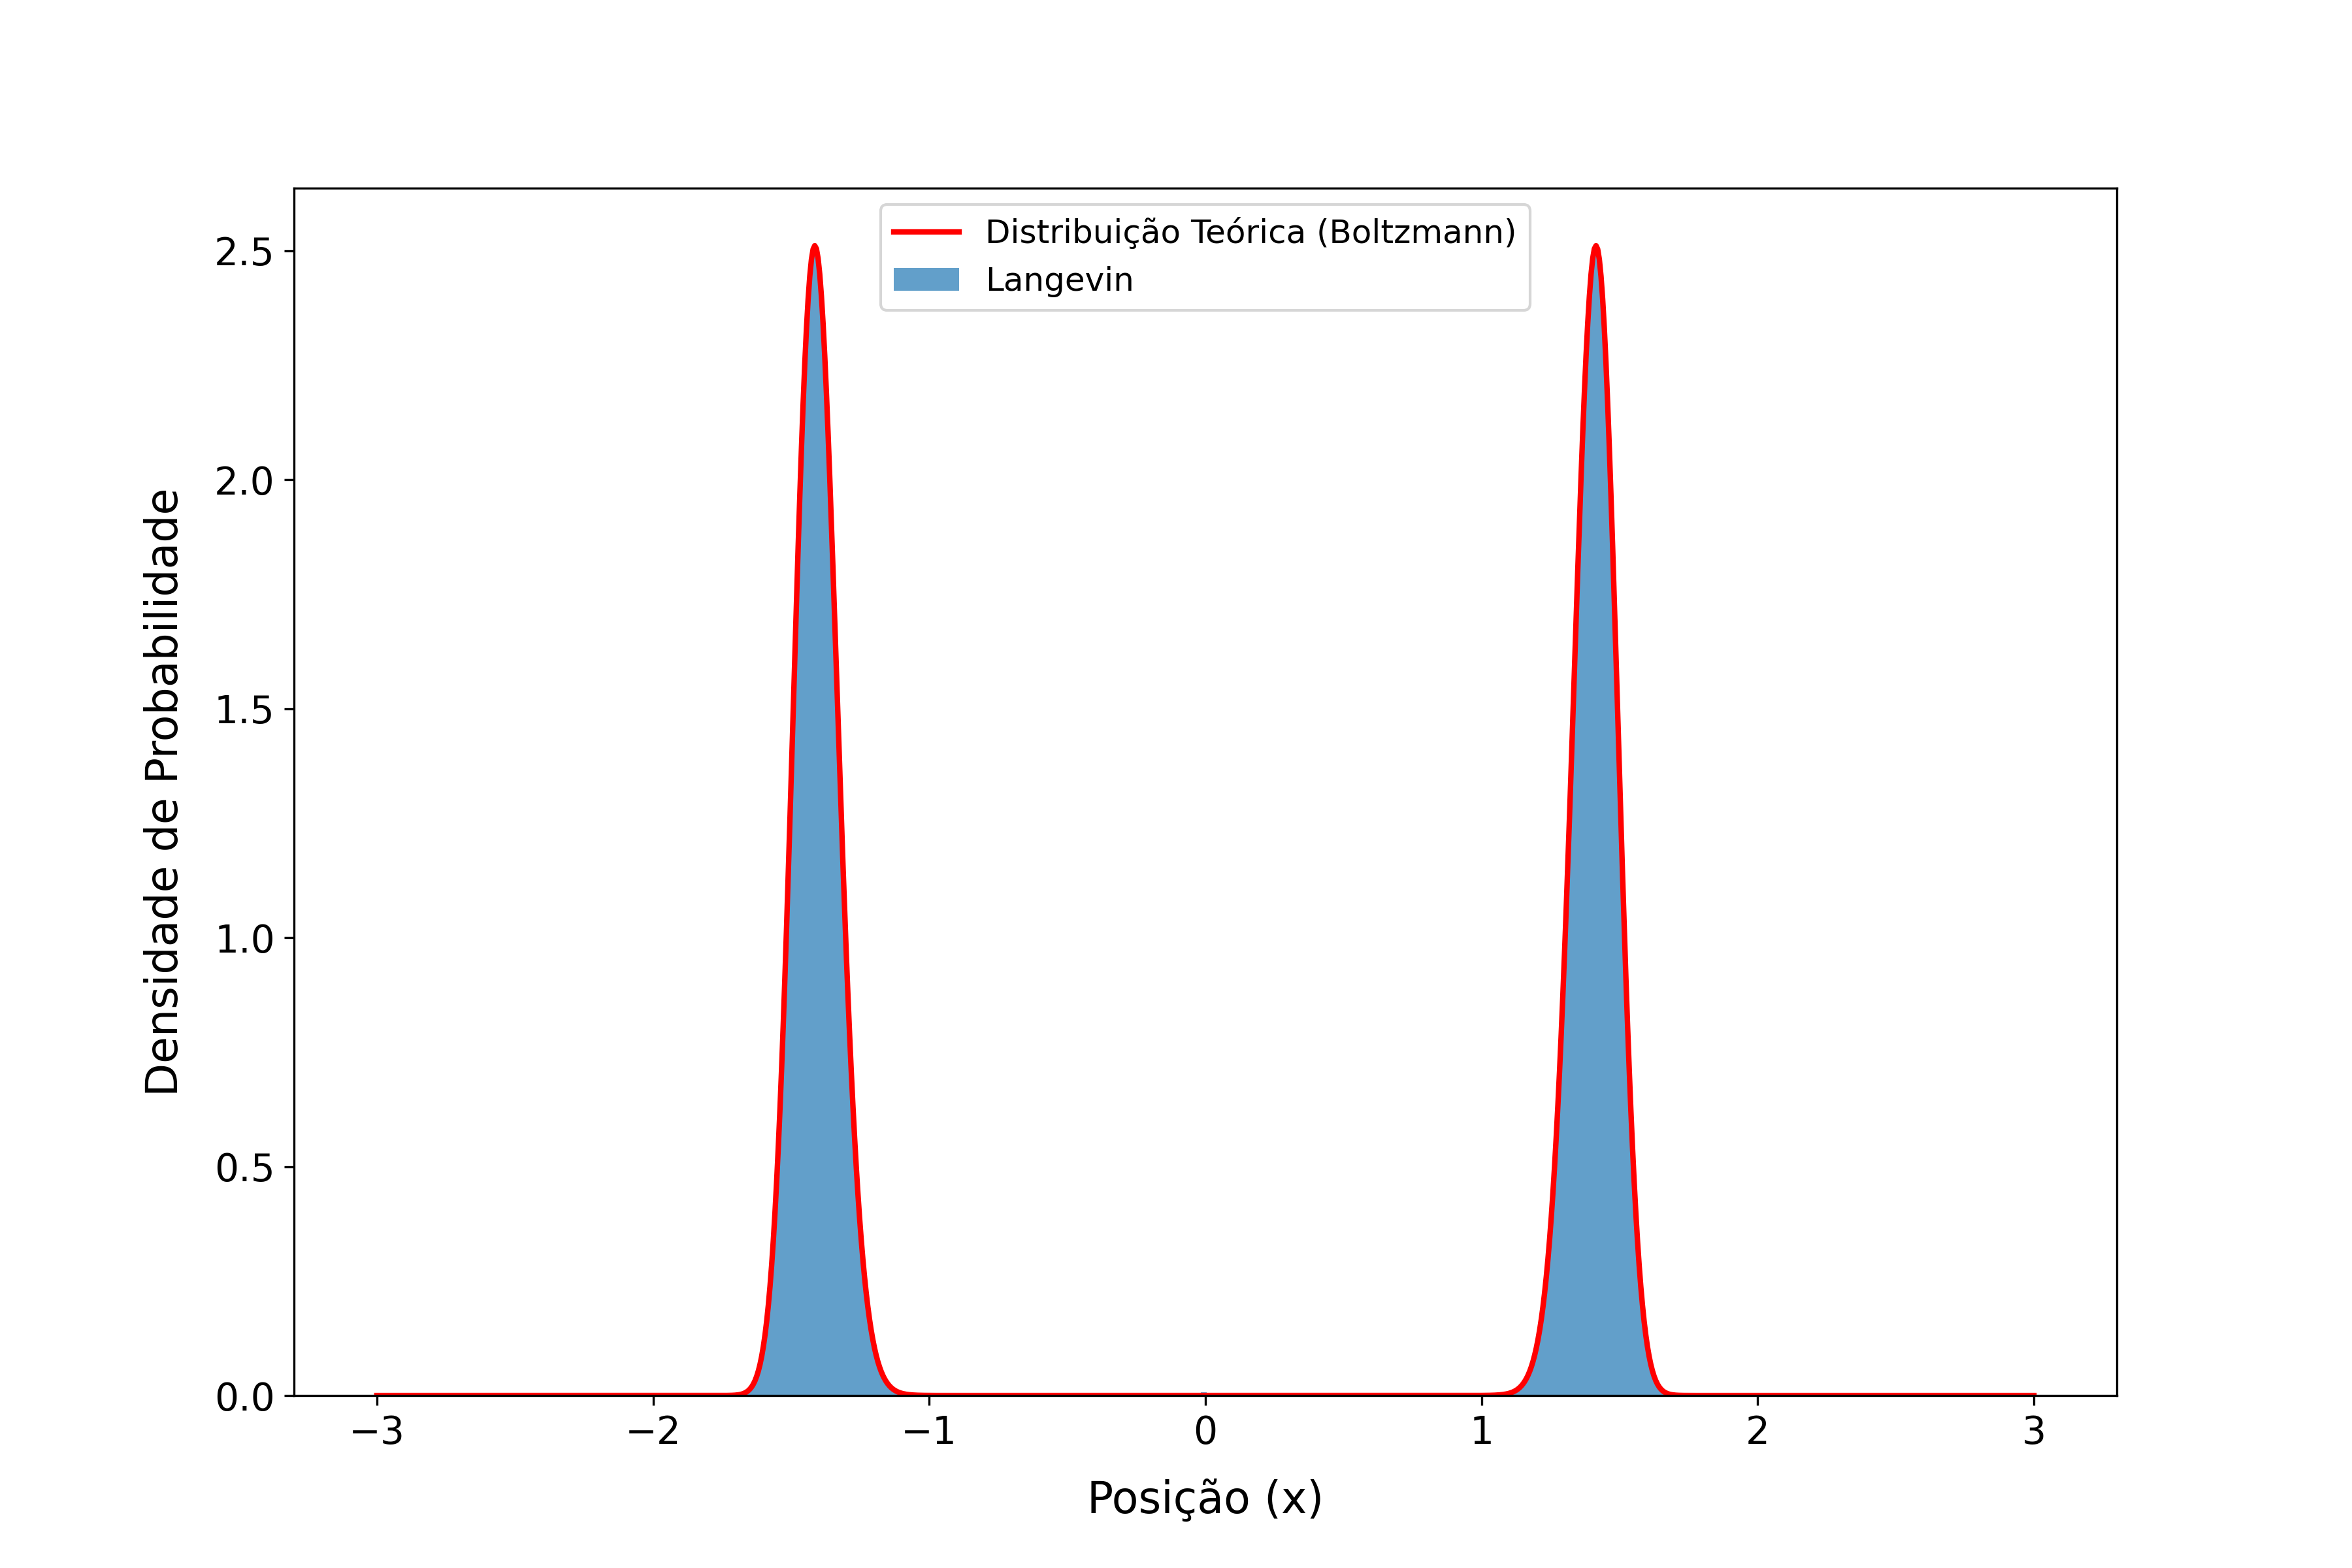 Distribuição Teórica (Boltzmann)
Langevin
Densidade de Probabilidade
2.5
2.0
1.5
1.0
0.5
0.0
−3 −2 −1 0 1 2 3
Posição (x)